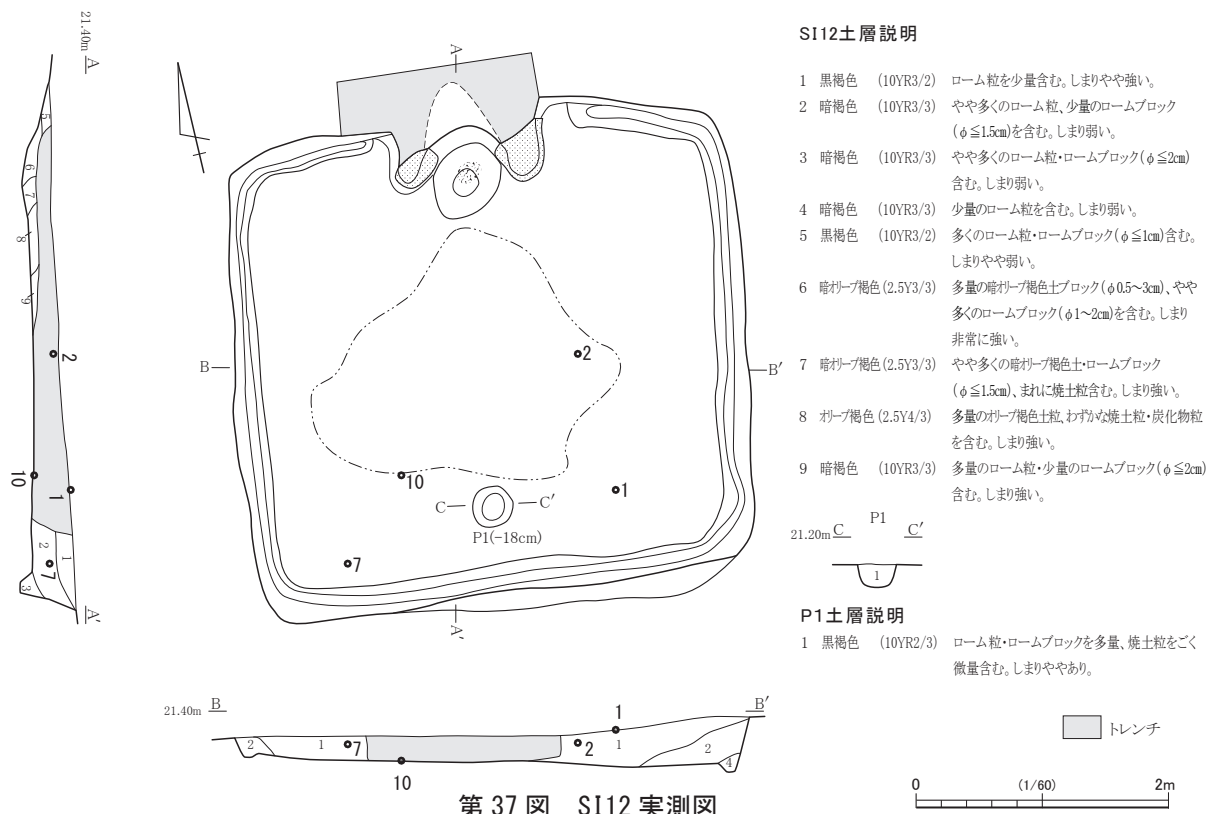 21.40m A
5
6
7
8
9
2
10
1
2
1
7
3
A'
A
B
B'
2
10
1
C
C'
P1(-18cm)
7
A'
21.40m B
B'
1
2
1
7
2
1
2
4
10
SI12土層説明
1 黒褐色 (10YR3/2) ローム粒を少量含む。しまりやや強い。
2 暗褐色 (10YR3/3) やや多くのローム粒、少量のロームブロック
(φ≦1.5㎝)を含む。しまり弱い。
3 暗褐色 (10YR3/3) やや多くのローム粒・ロームブロック(φ≦2㎝)
含む。しまり弱い。
4 暗褐色 (10YR3/3) 少量のローム粒を含む。しまり弱い。
5 黒褐色 (10YR3/2) 多くのローム粒・ロームブロック(φ≦1㎝)含む。
しまりやや弱い。
6 暗オリーブ褐色(2.5Y3/3) 多量の暗オリーブ褐色土ブロック(φ0.5~3㎝)、やや
多くのロームブロック(φ1~2㎝)を含む。しまり
非常に強い。
7 暗オリーブ褐色(2.5Y3/3) やや多くの暗オリーブ褐色土・ロームブロック
(φ≦1.5㎝)、まれに焼土粒含む。しまり強い。
8 オリーブ褐色(2.5Y4/3) 多量のオリーブ褐色土粒、わずかな焼土粒・炭化物粒
を含む。しまり強い。
9 暗褐色 (10YR3/3) 多量のローム粒・少量のロームブロック(φ≦2㎝)
含む。しまり強い。
21.20m C P1 C'
1
P1土層説明
1 黒褐色 (10YR2/3) ローム粒・ロームブロックを多量、焼土粒をごく
微量含む。しまりややあり。
トレンチ
0 (1/60) 2m
第37図 SI12実測図